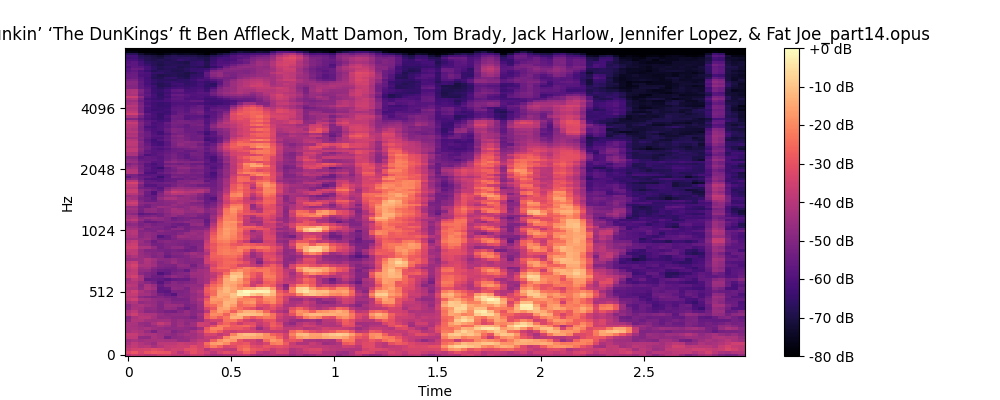 ‘The DunKings’ ft Ben Affleck, Matt Damon, Tom Brady, Jack Harlow, Jennifer Lopez, & Fat Joe_part14.opus
Hz
4096
2048
1024
512
0
0
0.5
1
1.5
2
2.5
Time
+0 dB
-10 dB
-20 dB
-30 dB
-40 dB
-50 dB
-60 dB
-70 dB
-80 dB